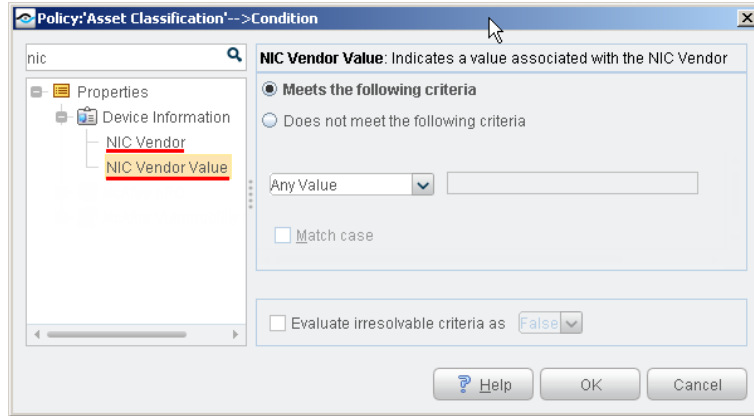 Policy:'Asset Classification'-->Condition
nic
NIC Vendor Value: Indicates a value associated with the NIC Vendor
Properties
Device Information
NIC Vendor
NIC Vendor Value
Meets the following criteria
Does not meet the following criteria
Any Value
Match case
Evaluate irresolvable criteria as False
Help
OK
Cancel